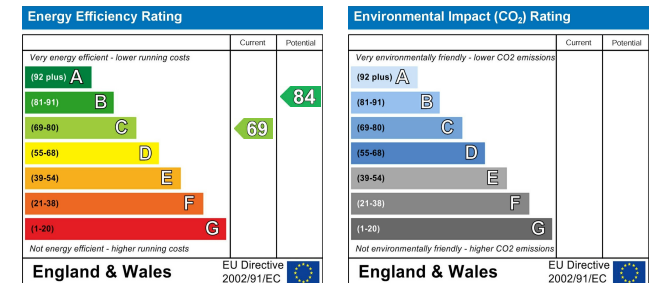 Energy Efficiency Rating
Current Potential
Very energy efficient - lower running costs
(92 plus) A
(81-91) B
84
(69-80) C
69
(55-68) D
(39-54) E
(21-38) F
(1-20) G
Not energy efficient - higher running costs
England & Wales
EU Directive
2002/91/EC
Environmental Impact (CO₂) Rating
Current Potential
Very environmentally friendly - lower CO2 emissions
(92 plus) A
(81-91) B
(69-80) C
(55-68) D
(39-54) E
(21-38) F
(1-20) G
Not environmentally friendly - higher CO2 emissions
England & Wales
EU Directive
2002/91/EC